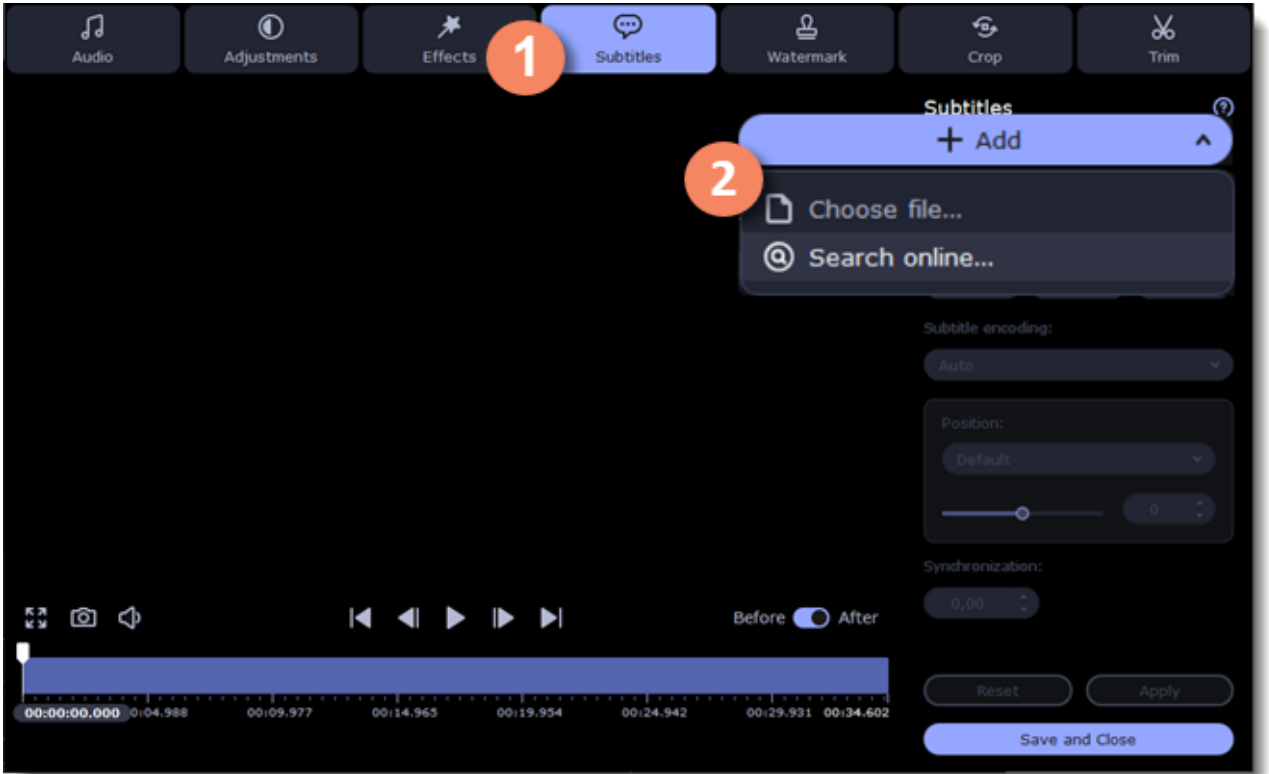 Audio
Adjustments
Effects
1
Subtitles
Watermark
Crop
Trim
Subtitles
?
+ Add
2
Choose file...
Search online...
Subtitle encoding:
Auto
Position:
Default
0
Synchronization:
0,00
Before After
00:00:00.000 0:04.988 00:09.977 00:14.965 00:19.954 00:24.942 00:29.931 00:34.602
Reset Apply
Save and Close